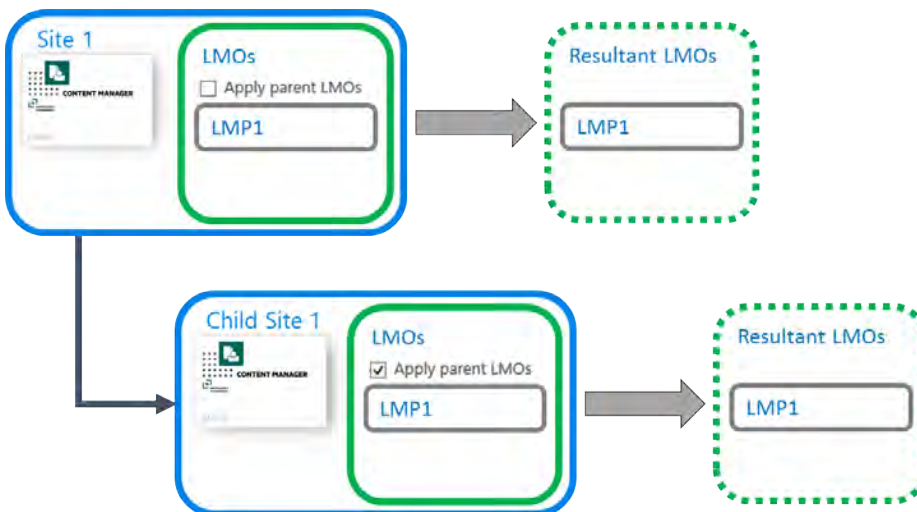 Site 1
CONTENT MANAGER
LMOs
Apply parent LMOs
LMP1
Resultant LMOs
LMP1
Child Site 1
CONTENT MANAGER
LMOs
Apply parent LMOs
LMP1
Resultant LMOs
LMP1